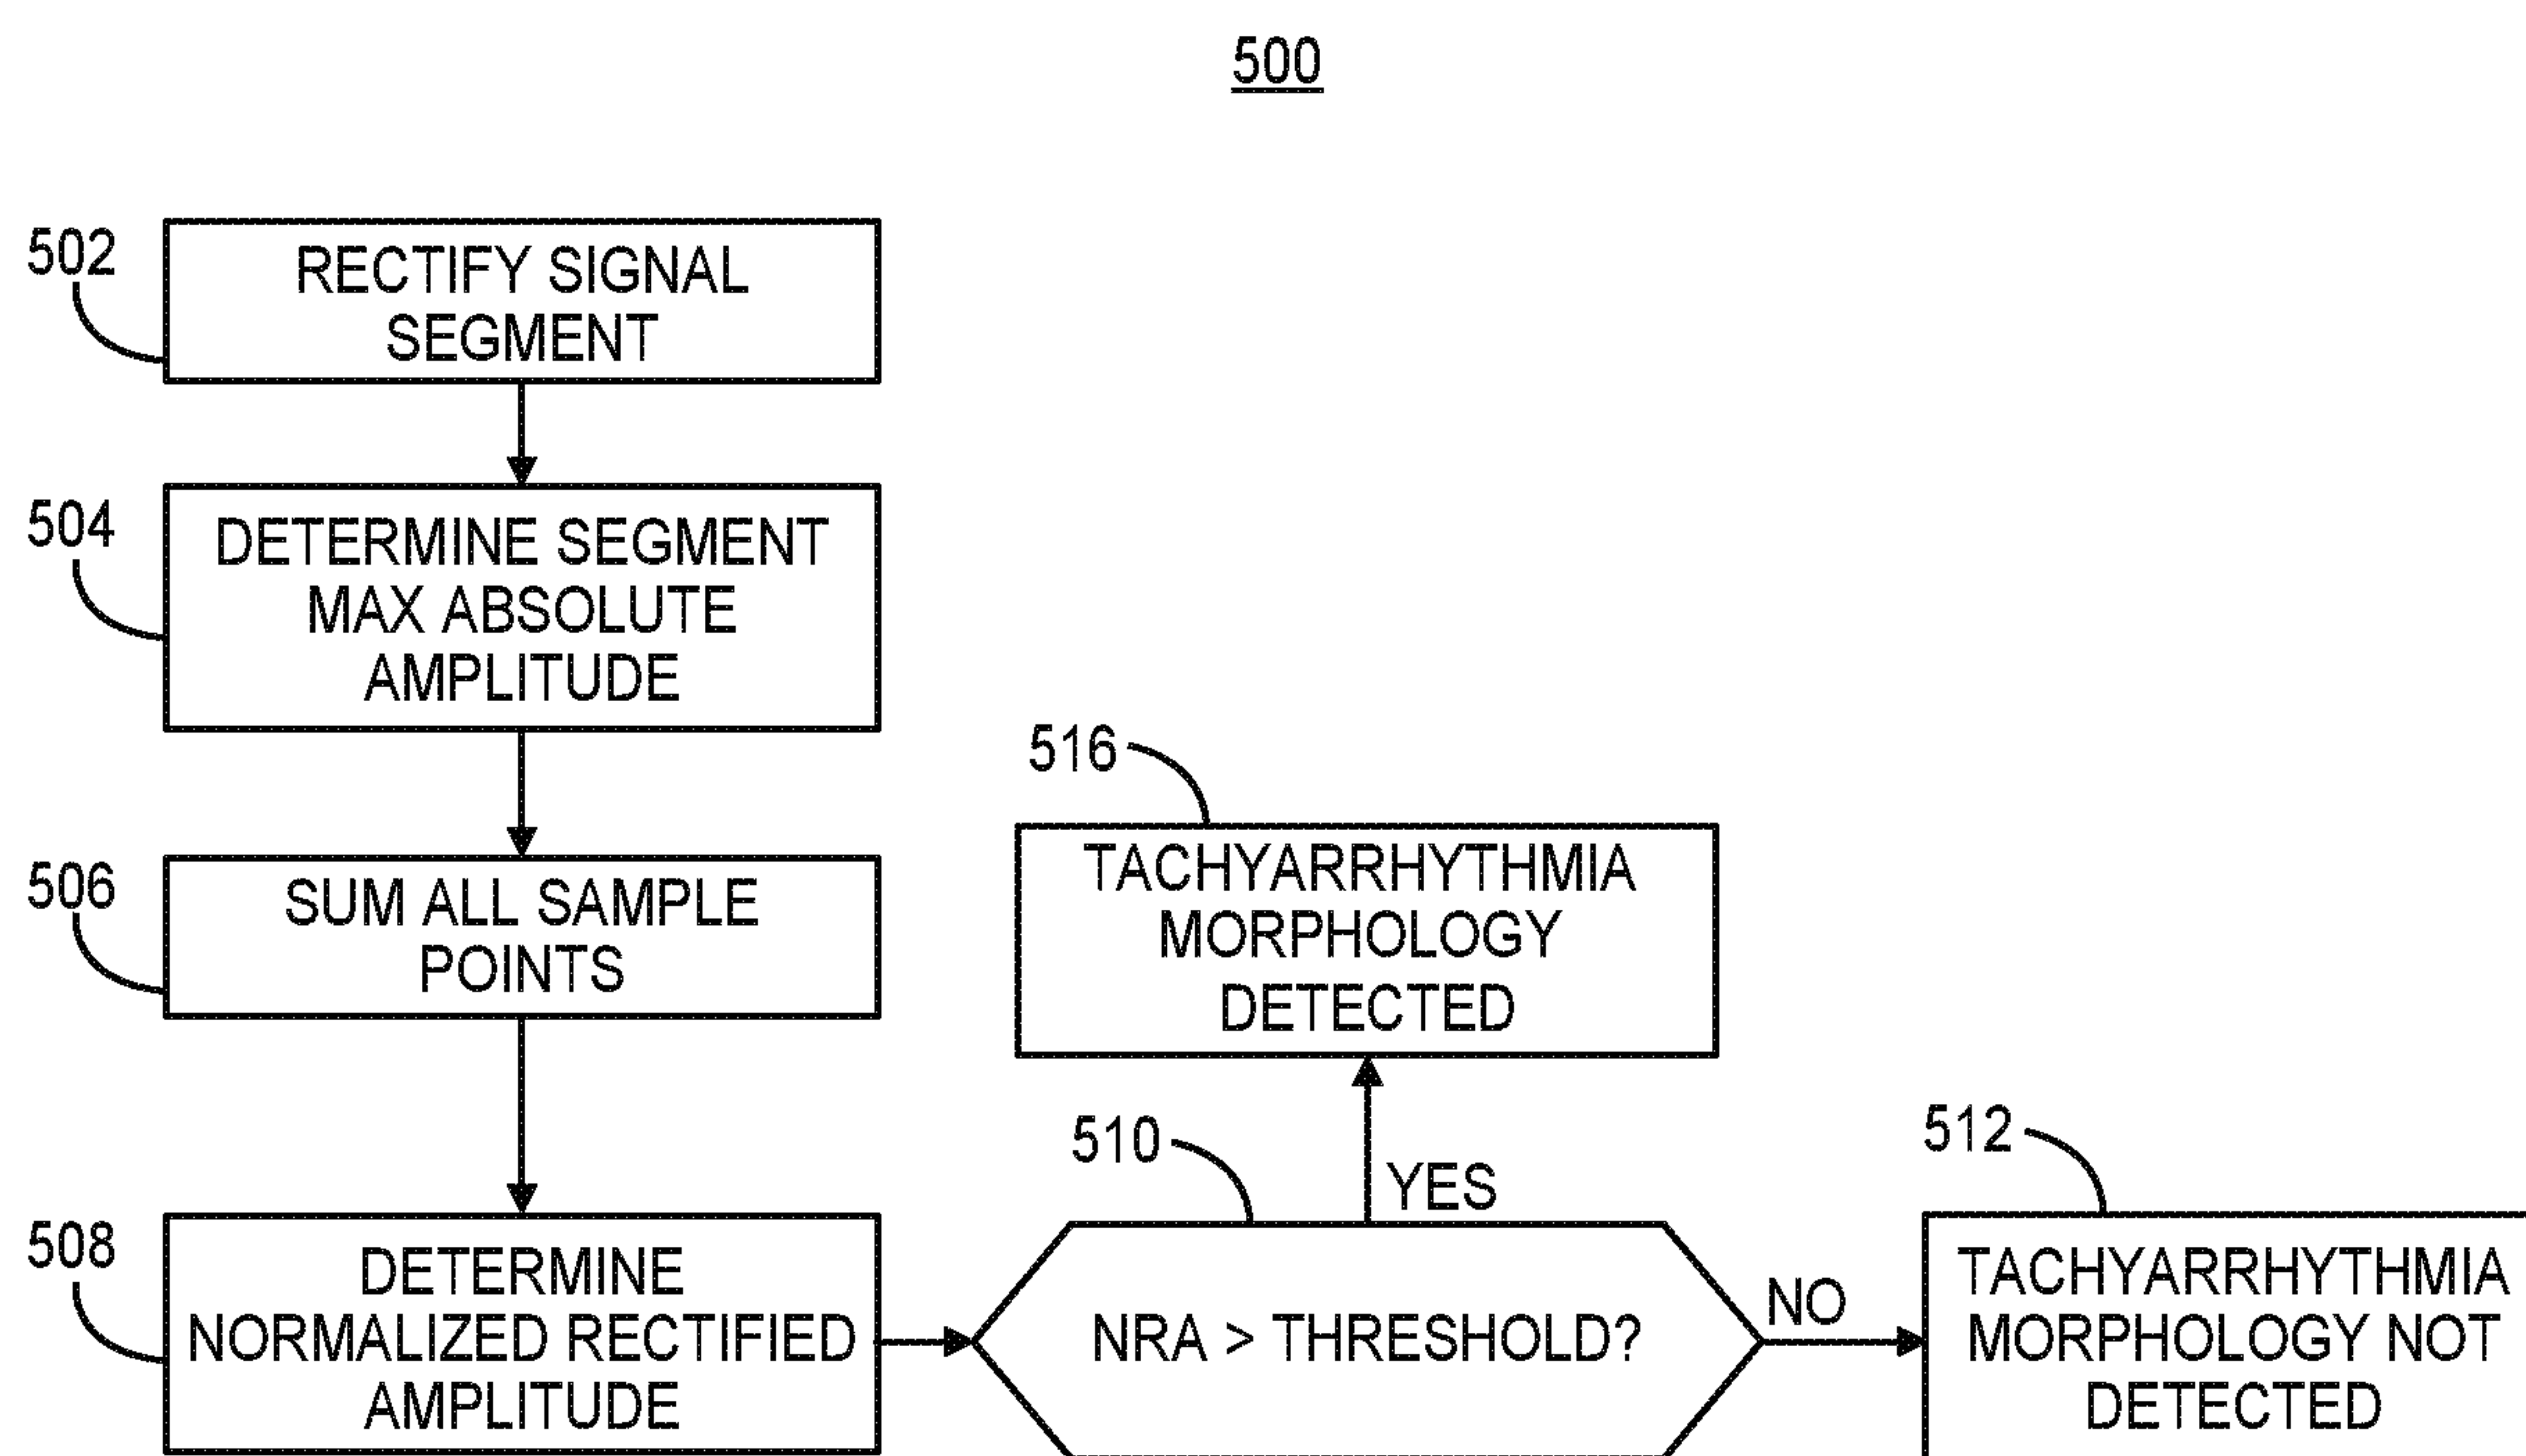 500
502
RECTIFY SIGNAL
SEGMENT
504
DETERMINE SEGMENT
MAX ABSOLUTE
AMPLITUDE
506
SUM ALL SAMPLE
POINTS
508
DETERMINE
NORMALIZED RECTIFIED
AMPLITUDE
510
NRA > THRESHOLD?
YES
516
TACHYARRHYTHMIA
MORPHOLOGY
DETECTED
NO
512
TACHYARRHYTHMIA
MORPHOLOGY NOT
DETECTED